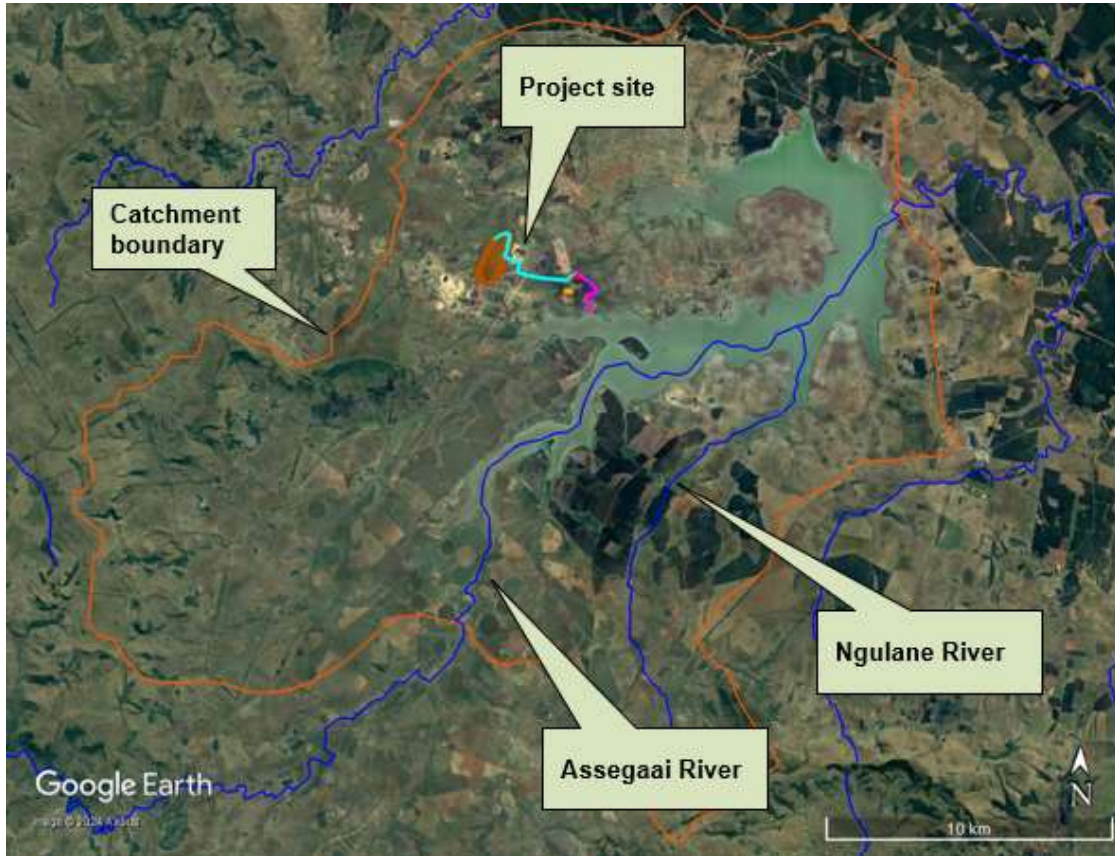 Project site
Catchment
boundary
Ngulane River
Assegaai River
Google Earth
N
10 km